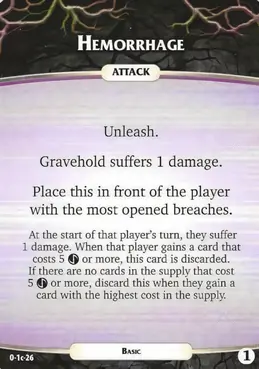 HEMORRHAGE
ATTACK
Unleash.
Gravehold suffers 1 damage.
Place this in front of the player
with the most opened breaches.
At the start of that player's turn, they suffer
1 damage. When that player gains a card that
costs 5 or more, this card is discarded.
If there are no cards in the supply that cost
5 or more, discard this when they gain a
card with the highest cost in the supply.
0-1c-26
BASIC
1